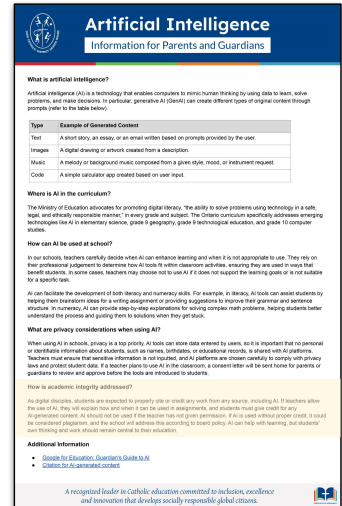 Artificial Intelligence
Information for Parents and Guardians
What is artificial intelligence?
Artificial intelligence (AI) is a technology that enables computers to mimic human thinking by using data to learn, solve
problems, and make decisions. In particular, generative AI (GenAI) can create different types of original content through
prompts (refer to the table below).
Type Example of Generated Content
Text A short story, an essay, or an email written based on prompts provided by the user.
Images A digital drawing or artwork created from a description.
Music A melody or background music composed from a given style, mood, or instrument request.
Code A simple calculator app created based on user input.
Where is AI in the curriculum?
The Ministry of Education advocates for promoting digital literacy, "the ability to solve problems using technology in a safe,
legal, and ethically responsible manner," in every grade and subject. The Ontario curriculum specifically addresses emerging
technologies like AI in elementary science, grade 9 geography, grade 9 technological education, and grade 10 computer
studies.
How can AI be used at school?
In our schools, teachers carefully decide when AI can enhance learning and when it is not appropriate to use. They rely on
their professional judgement to determine how AI tools fit within classroom activities, ensuring they are used in ways that
benefit students. In some cases, teachers may choose not to use AI if it does not support the learning goals or is not suitable
for a specific task.
AI can facilitate the development of both literacy and numeracy skills. For example, in literacy, AI tools can assist students by
helping them brainstorm ideas for a writing assignment or providing suggestions to improve their grammar and sentence
structure. In numeracy, AI can provide step-by-step explanations for solving complex math problems, helping students better
understand the process and guiding them to solutions when they get stuck.
What are privacy considerations when using AI?
When using AI in schools, privacy is a top priority. AI tools can store data entered by users, so it is important that no personal
or identifiable information about students, such as names, birthdates, or educational records, is shared with AI platforms.
Teachers must ensure that sensitive information is not inputted, and AI platforms are chosen carefully to comply with privacy
laws and protect student data. If a teacher plans to use AI in the classroom, a consent letter will be sent home for parents or
guardians to review and approve before the tools are introduced to students.
How is academic integrity addressed?
As digital disciples, students are expected to properly cite or credit any work from any source, including AI. If teachers allow
the use of AI, they will explain how and when it can be used in assignments, and students must give credit for any
AI-generated content. AI should not be used if the teacher has not given permission. If AI is used without proper credit, it could
be considered plagiarism, and the school will address this according to board policy. AI can help with learning, but students'
own thinking and work should remain central to their education.
Additional Information
Google for Education: Guardian's Guide to AI
Citation for AI-generated content
A recognized leader in Catholic education committed to inclusion, excellence
and innovation that develops socially responsible global citizens.